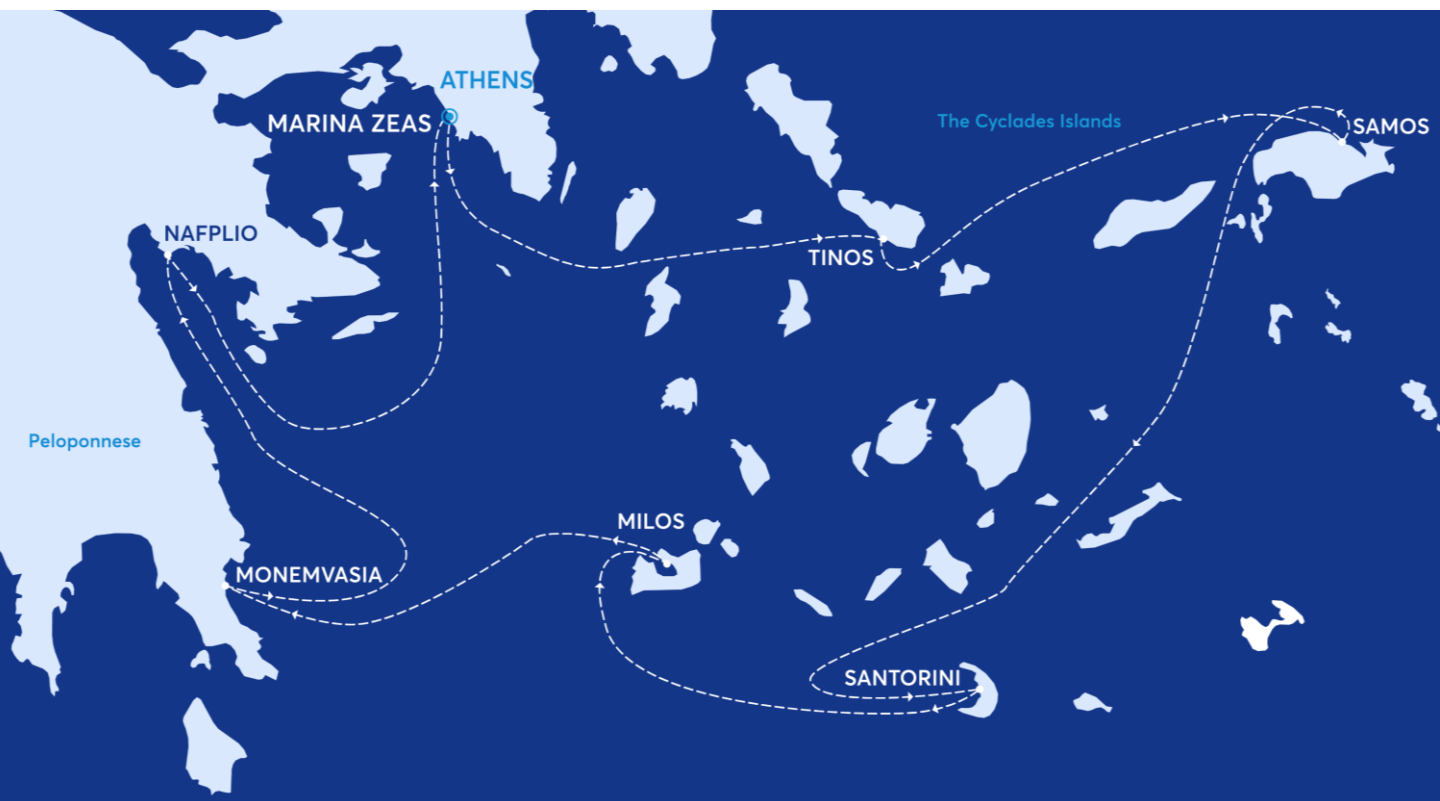 ATHENS
MARINA ZEAS
The Cyclades Islands
SAMOS
NAFPLIO
TINOS
Peloponnese
MILOS
MONEMVASIA
SANTORINI